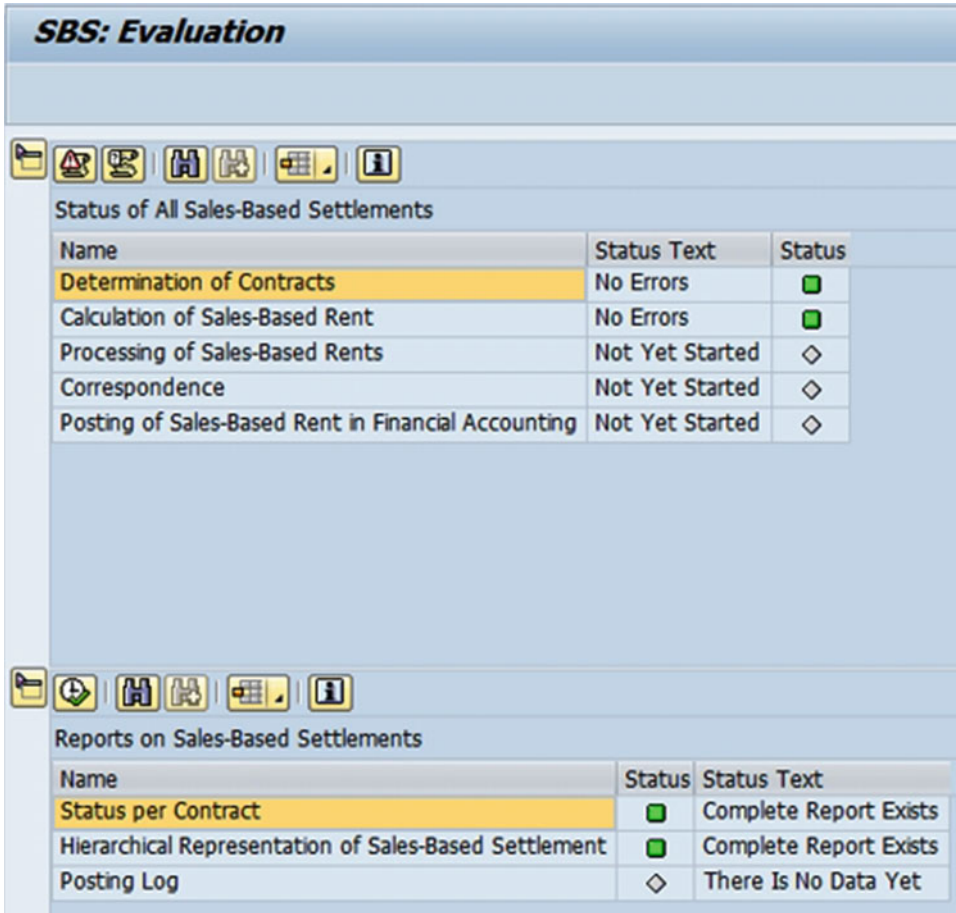 SBS: Evaluation
Status of All Sales-Based Settlements
Name Status Text Status
Determination of Contracts No Errors
Calculation of Sales-Based Rent No Errors
Processing of Sales-Based Rents Not Yet Started
Correspondence Not Yet Started
Posting of Sales-Based Rent in Financial Accounting Not Yet Started
Reports on Sales-Based Settlements
Name Status Status Text
Status per Contract Complete Report Exists
Hierarchical Representation of Sales-Based Settlement Complete Report Exists
Posting Log There Is No Data Yet